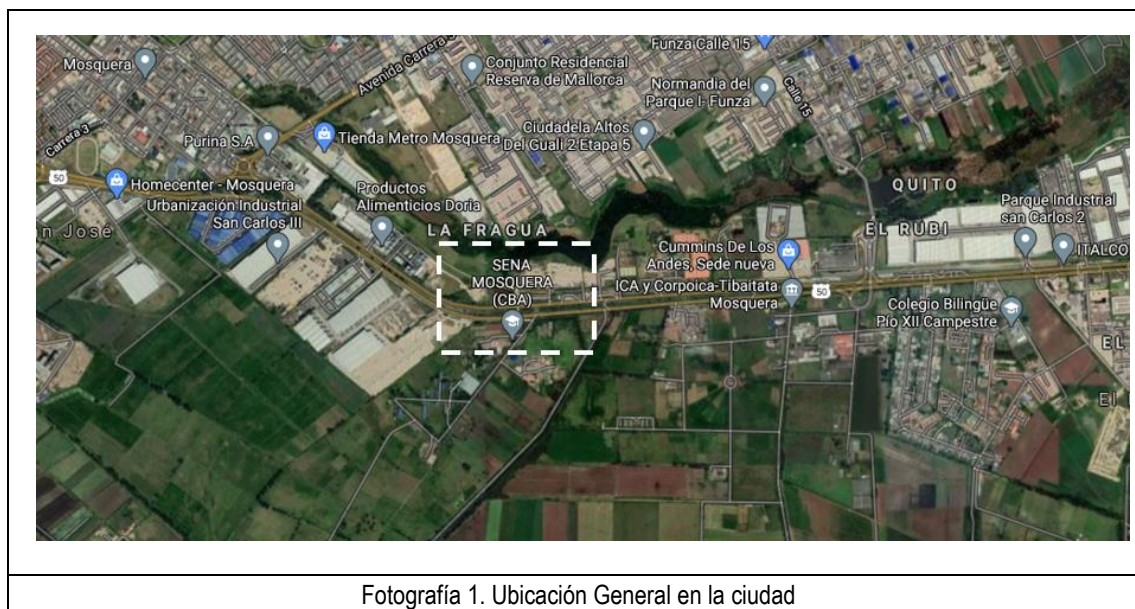 Mosquera
Avenida Carrera 3
Conjunto Residencial
Reserva de Mallorca
Funza Calle 15
Normandia del
Parque I- Funza
Calle 15
Carrera 3
Purina S.A
Tienda Metro Mosquera
Ciudadela Altos
Del Gualí 2 Etapa 5
50
Homecenter - Mosquera
Urbanización Industrial
San Carlos III
Productos
Alimenticios Doria
QUITO
Parque Industrial
san Carlos 2
n José
LA FRAGUA
EL RUBÍ
Cummins De Los
Andes, Sede nueva
ITALCO
SENA
MOSQUERA
(CBA)
ICA y Corpoica-Tibaitata
Mosquera
50
Colegio Bilingüe
Pío XII Campestre
EL
El
Fotografía 1. Ubicación General en la ciudad